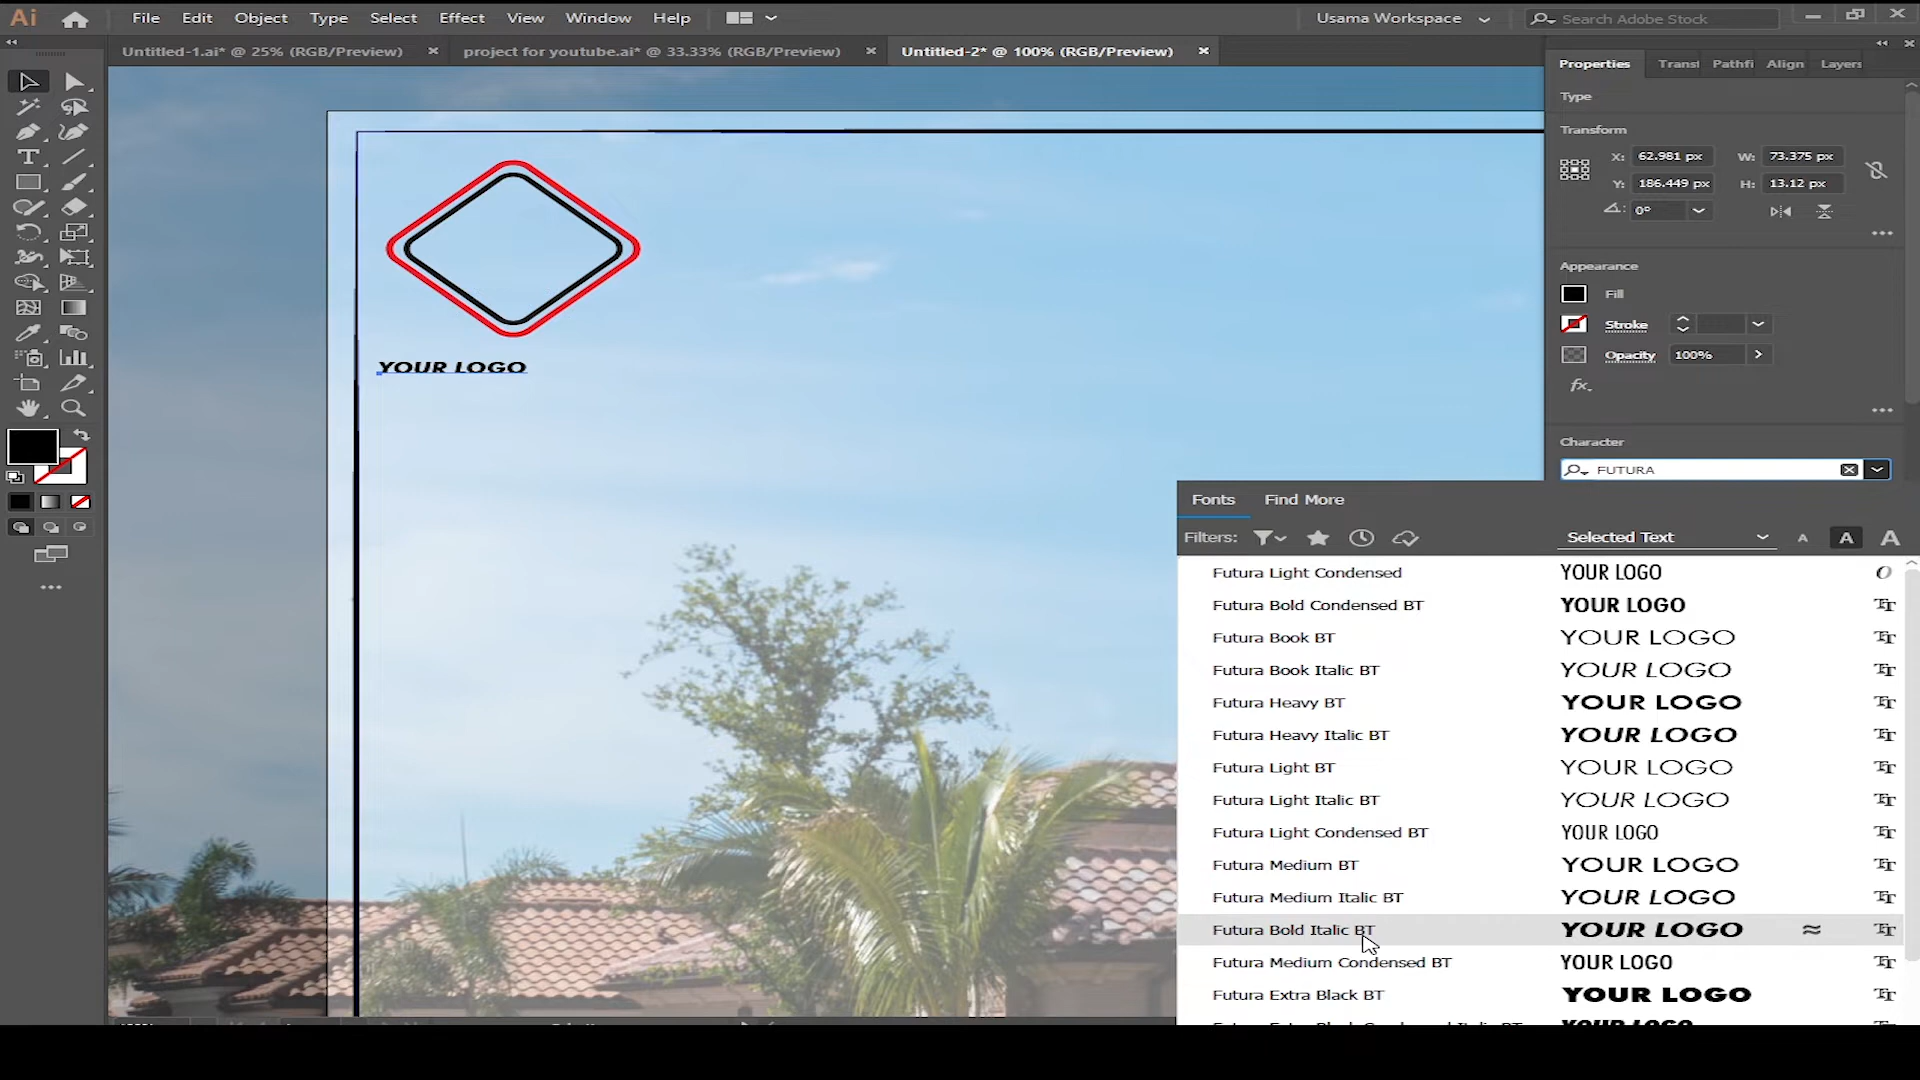 Ai File Edit Object Type Select Effect View Window Help Usama Workspace Search Adobe Stock
Untitled-1.ai* @ 25% (RGB/Preview) project for youtube.ai* @ 33.33% (RGB/Preview) Untitled-2* @ 100% (RGB/Preview)
Properties Transf Pathfi Align Layers
Type
Transform
X: 62.981 px W: 73.375 px
Y: 186.449 px H: 13.12 px
0°
Appearance
Fill
Stroke
Opacity 100%
fx.
YOUR LOGO
Character
FUTURA
Fonts Find More
Filters: Selected Text A A A
Futura Light Condensed YOUR LOGO
Futura Bold Condensed BT YOUR LOGO
Futura Book BT YOUR LOGO
Futura Book Italic BT YOUR LOGO
Futura Heavy BT YOUR LOGO
Futura Heavy Italic BT YOUR LOGO
Futura Light BT YOUR LOGO
Futura Light Italic BT YOUR LOGO
Futura Light Condensed BT YOUR LOGO
Futura Medium BT YOUR LOGO
Futura Medium Italic BT YOUR LOGO
Futura Bold Italic BT YOUR LOGO
Futura Medium Condensed BT YOUR LOGO
Futura Extra Black BT YOUR LOGO